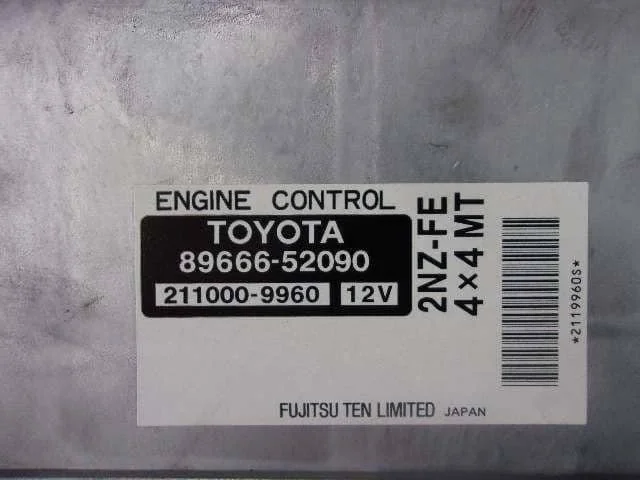 ENGINE CONTROL
TOYOTA
89666-52090
211000-9960 12V
2NZ-FE
4×4 MT
*2119960S*
FUJITSU TEN LIMITED JAPAN